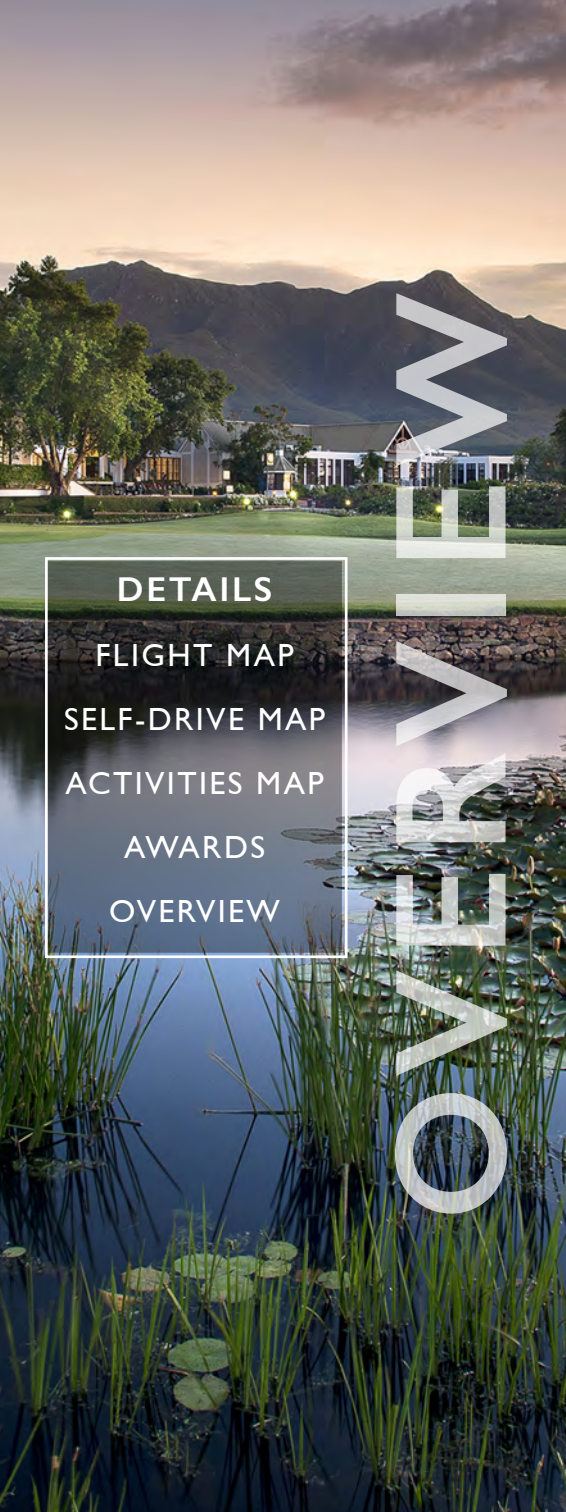 DETAILS
FLIGHT MAP
SELF-DRIVE MAP
ACTIVITIES MAP
AWARDS
OVERVIEW
OVERVIEW